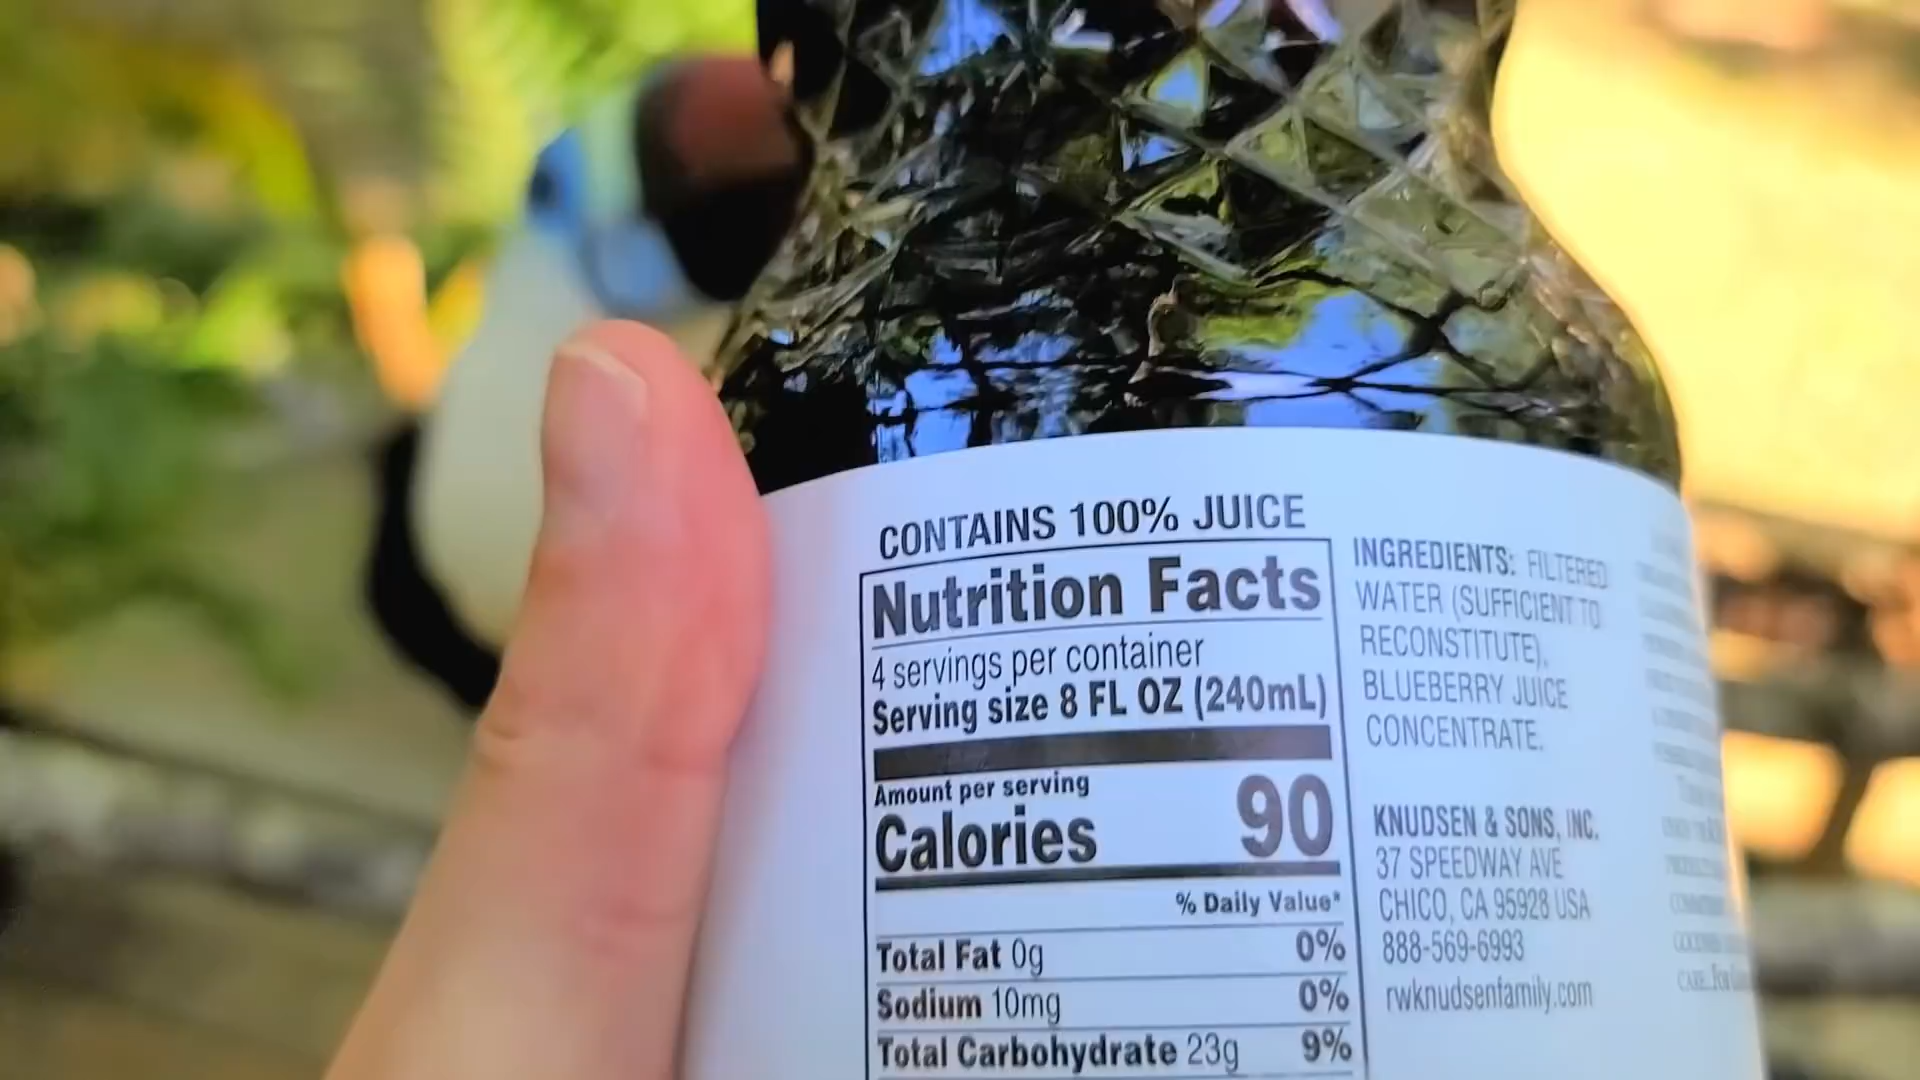 CONTAINS 100% JUICE
Nutrition Facts
4 servings per container
Serving size 8 FL OZ (240mL)
Amount per serving
Calories 90
% Daily Value*
Total Fat 0g 0%
Sodium 10mg 0%
Total Carbohydrate 23g 9%
INGREDIENTS: FILTERED
WATER (SUFFICIENT TO
RECONSTITUTE),
BLUEBERRY JUICE
CONCENTRATE.
KNUDSEN & SONS, INC.
37 SPEEDWAY AVE
CHICO, CA 95928 USA
888-569-6993
rwknudsenfamily.com